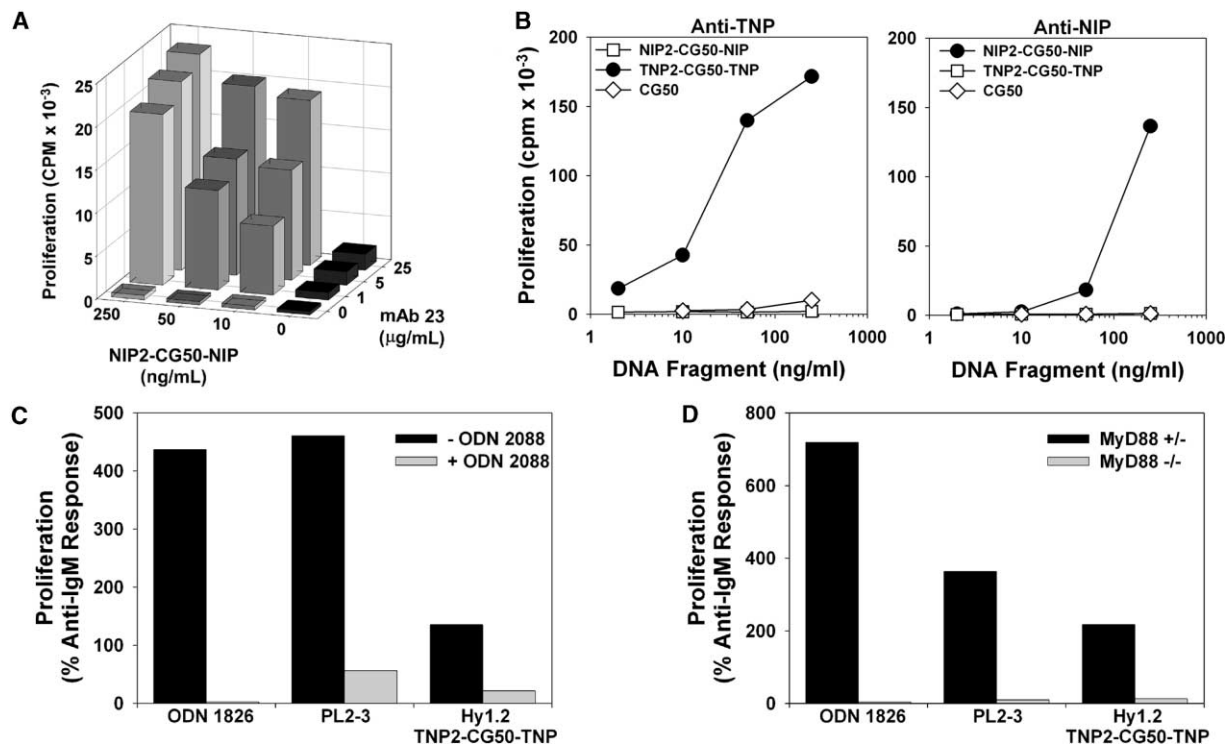 A
Proliferation (CPM x 10-3)
25
20
15
10
5
0
250
50
10
0
NIP2-CG50-NIP
(ng/mL)
25
5
1
0
mAb 23
(μg/mL)
B
Anti-TNP
NIP2-CG50-NIP
TNP2-CG50-TNP
CG50
Proliferation (cpm x 10-3)
200
150
100
50
0
1
10
100
1000
DNA Fragment (ng/ml)
Anti-NIP
NIP2-CG50-NIP
TNP2-CG50-TNP
CG50
200
150
100
50
0
1
10
100
1000
DNA Fragment (ng/ml)
C
Proliferation
(% Anti-IgM Response)
500
400
300
200
100
0
- ODN 2088
+ ODN 2088
ODN 1826
PL2-3
Hy1.2
TNP2-CG50-TNP
D
Proliferation
(% Anti-IgM Response)
800
600
400
200
0
MyD88 +/-
MyD88 -/-
ODN 1826
PL2-3
Hy1.2
TNP2-CG50-TNP